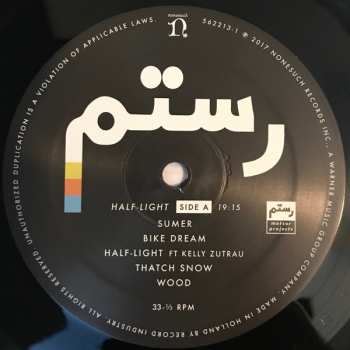 nonesuch
n
562213-1 ℗ 2017 NONESUCH RECORDS INC., A WARNER MUSIC GROUP COMPANY. MADE IN HOLLAND BY RECORD INDUSTRY. ALL RIGHTS RESERVED. UNAUTHORIZED DUPLICATION IS A VIOLATION OF APPLICABLE LAWS.
رستم
HALF-LIGHT SIDE A 19:15
SUMER
BIKE DREAM
HALF-LIGHT FT KELLY ZUTRAU
THATCH SNOW
WOOD
33-⅓ RPM
رستم
matsor
projects